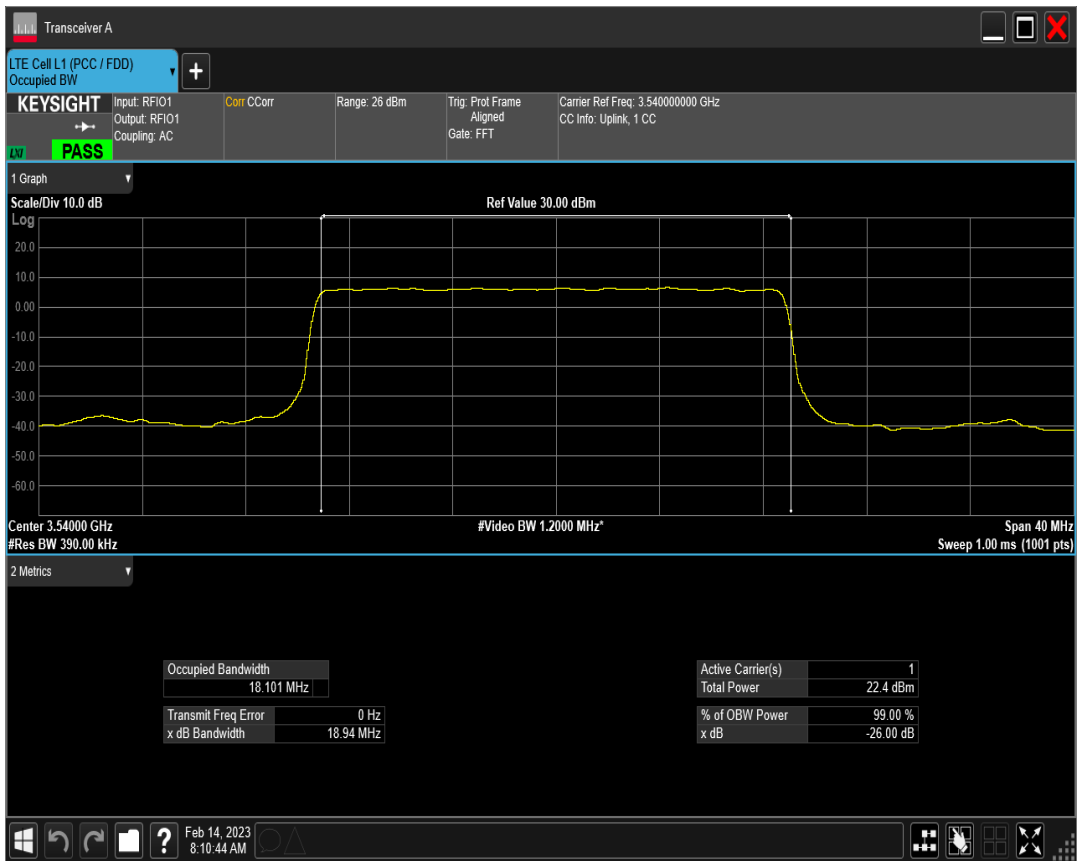 Transceiver A
LTE Cell L1 (PCC / FDD)
Occupied BW
+
KEYSIGHT
LXI
PASS
Input: RFIO1
Output: RFIO1
Coupling: AC
Corr CCorr
Range: 26 dBm
Trig: Prot Frame
Aligned
Gate: FFT
Carrier Ref Freq: 3.540000000 GHz
CC Info: Uplink, 1 CC
1 Graph
Scale/Div 10.0 dB
Ref Value 30.00 dBm
Log
20.0
10.0
0.00
-10.0
-20.0
-30.0
-40.0
-50.0
-60.0
Center 3.54000 GHz
#Video BW 1.2000 MHz*
Span 40 MHz
#Res BW 390.00 kHz
Sweep 1.00 ms (1001 pts)
2 Metrics
Occupied Bandwidth
18.101 MHz
Transmit Freq Error 0 Hz
x dB Bandwidth 18.94 MHz
Active Carrier(s) 1
Total Power 22.4 dBm
% of OBW Power 99.00 %
x dB -26.00 dB
?
Feb 14, 2023
8:10:44 AM